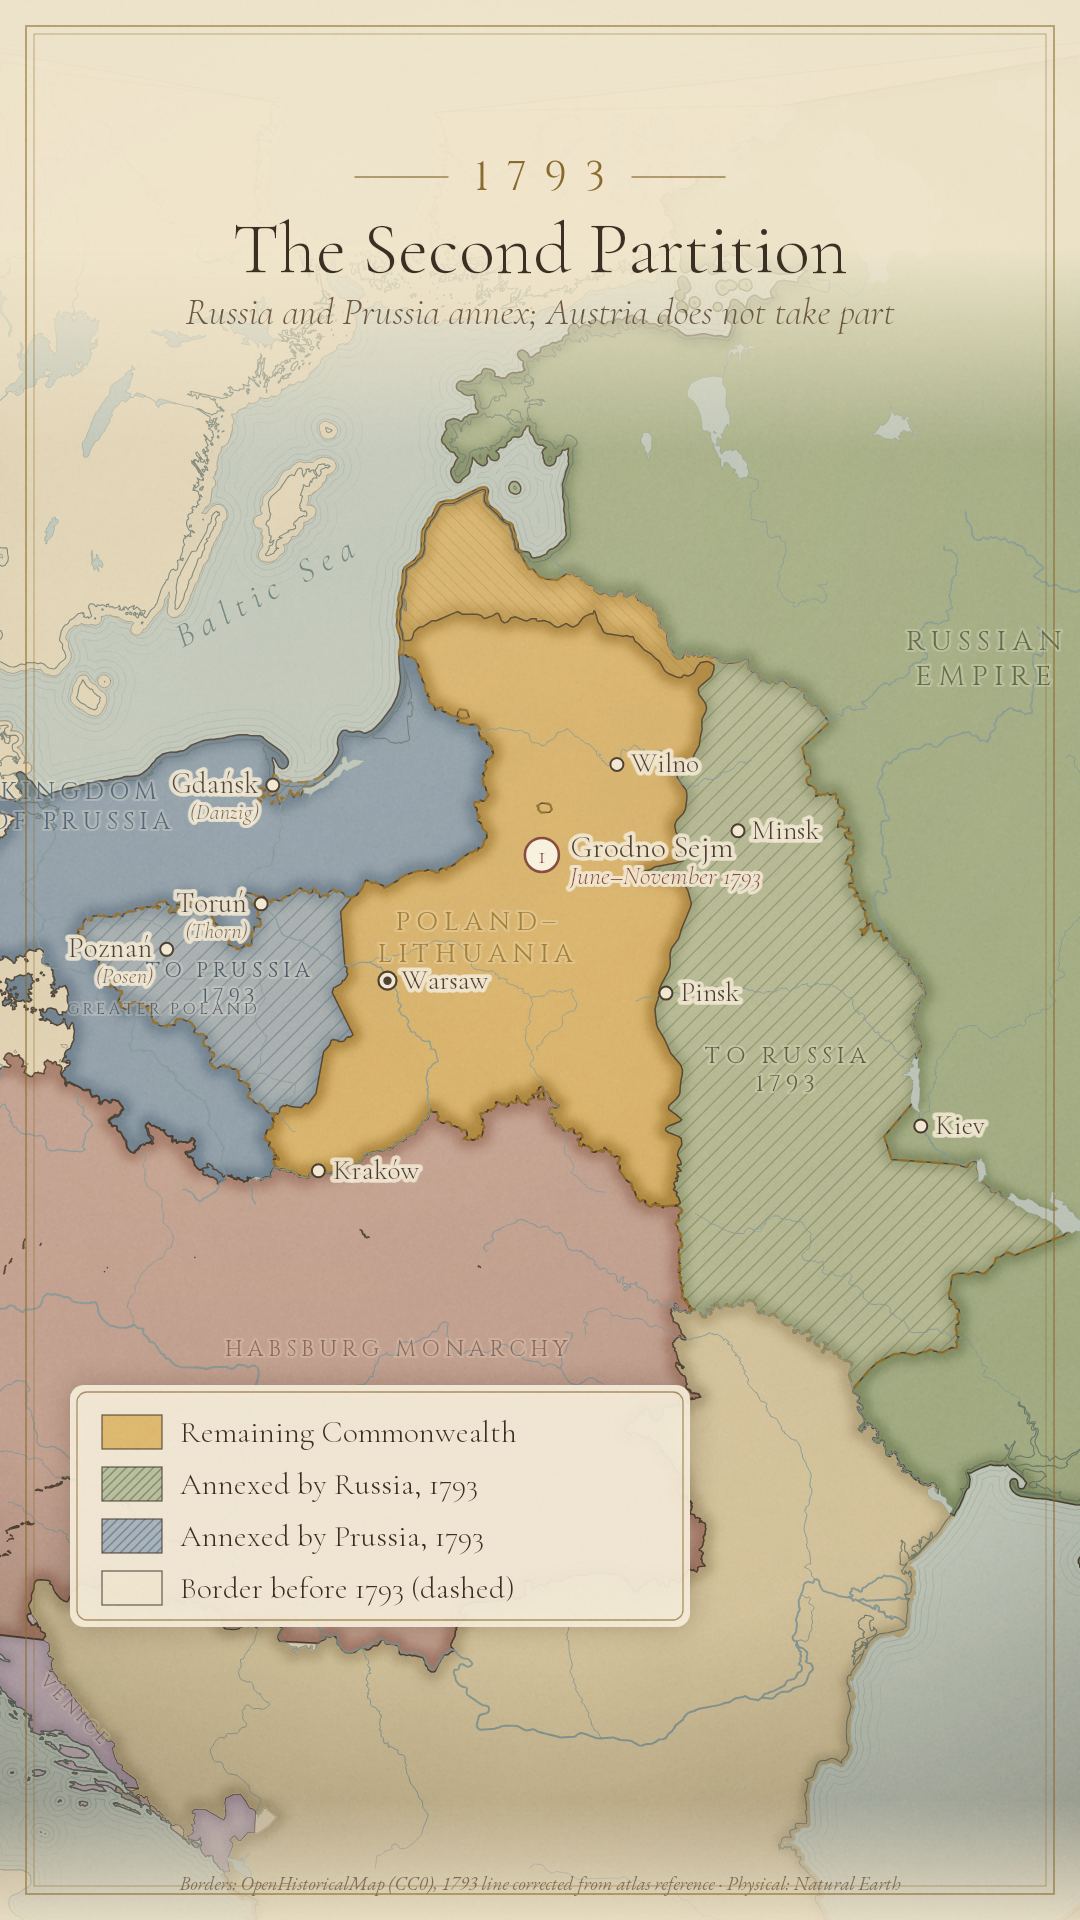 1793
The Second Partition
Russia and Prussia annex; Austria does not take part
Baltic Sea
RUSSIAN
EMPIRE
KINGDOM
OF PRUSSIA
Gdańsk
(Danzig)
Wilno
Minsk
1
Grodno Sejm
June–November 1793
Toruń
(Thorn)
POLAND–
LITHUANIA
Poznań
(Posen)
TO PRUSSIA
1793
GREATER POLAND
Warsaw
Pinsk
TO RUSSIA
1793
Kiev
Kraków
HABSBURG MONARCHY
Remaining Commonwealth
Annexed by Russia, 1793
Annexed by Prussia, 1793
Border before 1793 (dashed)
VENICE
Borders: OpenHistoricalMap (CC0), 1793 line corrected from atlas reference · Physical: Natural Earth